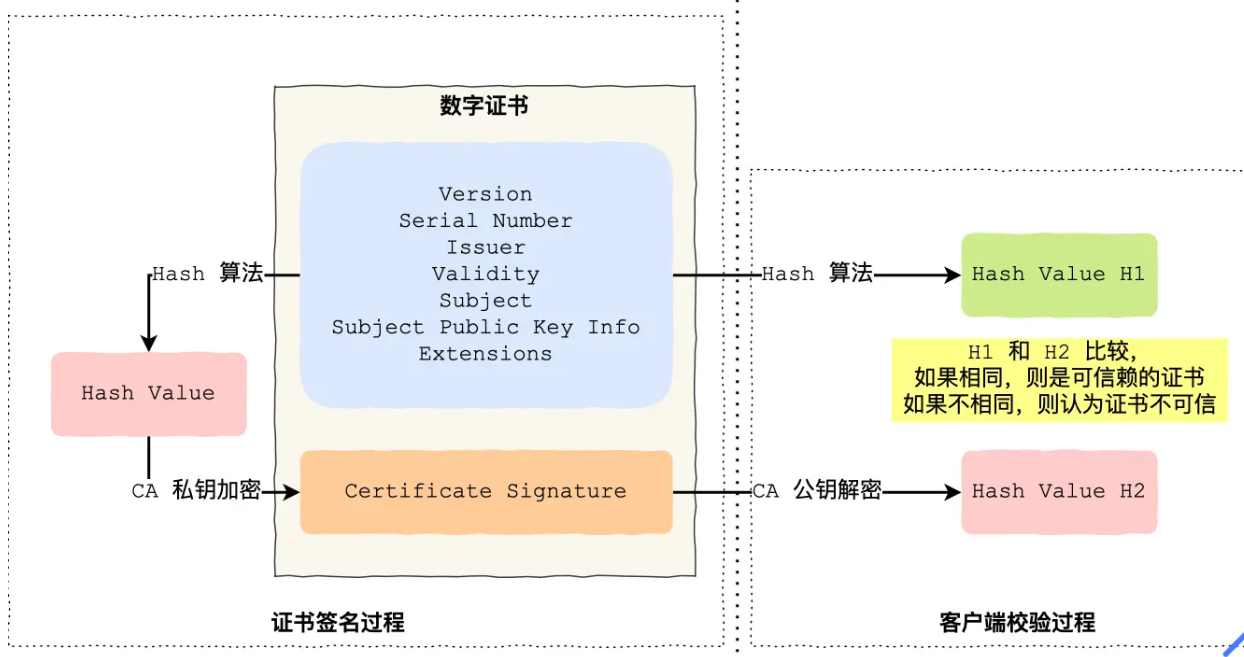 数字证书
Version
Serial Number
Issuer
Validity
Subject
Subject Public Key Info
Extensions
Hash 算法
Hash Value
CA 私钥加密
Certificate Signature
证书签名过程
Hash 算法
Hash Value H1
H1 和 H2 比较，
如果相同，则是可信赖的证书
如果不相同，则认为证书不可信
CA 公钥解密
Hash Value H2
客户端校验过程